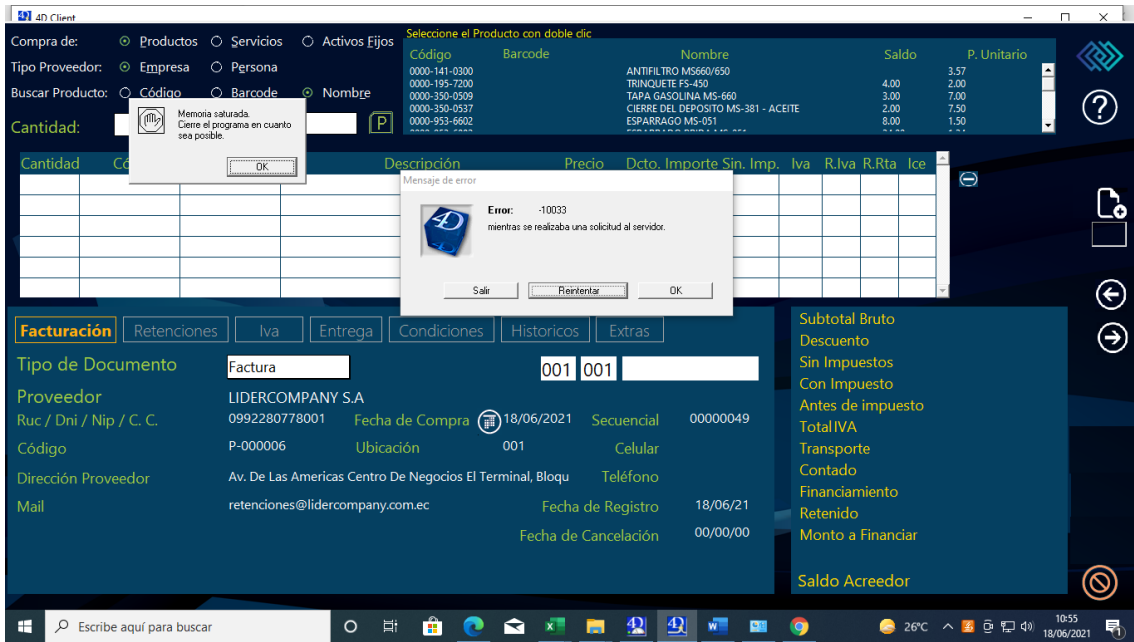 4D Client
Compra de: Productos Servicios Activos Fijos
Tipo Proveedor: Empresa Persona
Buscar Producto: Código Barcode Nombre
Cantidad: P
Seleccione el Producto con doble clic
Código Barcode Nombre Saldo P. Unitario
0000-141-0300 ANTIFILTRO MS660/650 3.57
0000-195-7200 TRINQUETE FS-450 4.00 2.00
0000-350-0509 TAPA GASOLINA MS-660 3.00 7.00
0000-350-0537 CIERRE DEL DEPOSITO MS-381 - ACEITE 2.00 7.50
0000-953-6602 ESPARRAGO MS-051 8.00 1.50
Memoria saturada.
Cierre el programa en cuanto
sea posible.
OK
Cantidad Có Descripción Precio Dcto. Importe Sin. Imp. Iva R.Iva R.Rta Ice
Mensaje de error
Error: -10033
mientras se realizaba una solicitud al servidor.
Salir Reintentar OK
Facturación Retenciones Iva Entrega Condiciones Historicos Extras
Tipo de Documento Factura 001 001
Proveedor LIDERCOMPANY S.A
Ruc / Dni / Nip / C. C. 0992280778001 Fecha de Compra 18/06/2021 Secuencial 00000049
Código P-000006 Ubicación 001 Celular
Dirección Proveedor Av. De Las Americas Centro De Negocios El Terminal, Bloqu Teléfono
Mail retenciones@lidercompany.com.ec Fecha de Registro 18/06/21
Fecha de Cancelación 00/00/00
Subtotal Bruto
Descuento
Sin Impuestos
Con Impuesto
Antes de impuesto
Total IVA
Transporte
Contado
Financiamiento
Retenido
Monto a Financiar
Saldo Acreedor
Escribe aquí para buscar
26°C
10:55
18/06/2021
1